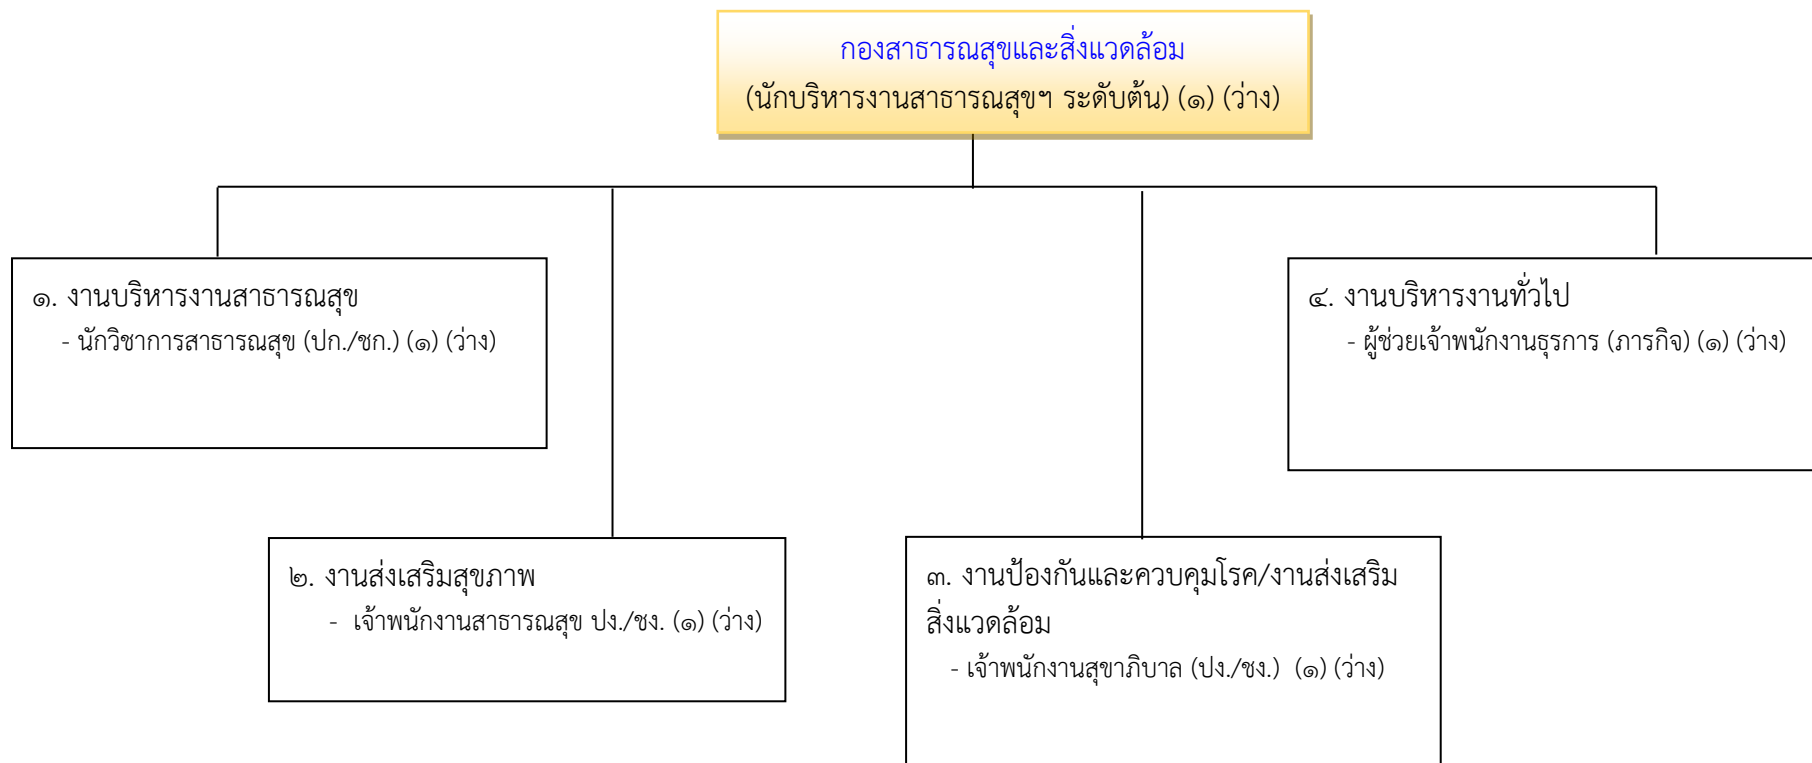 กองสาธารณสุขและสิ่งแวดล้อม
(นักบริหารงานสาธารณสุขฯ ระดับต้น) (๑) (ว่าง)
๑. งานบริหารงานสาธารณสุข
- นักวิชาการสาธารณสุข (ปก./ชก.) (๑) (ว่าง)
๒. งานส่งเสริมสุขภาพ
- เจ้าพนักงานสาธารณสุข ปง./ชง. (๑) (ว่าง)
๓. งานป้องกันและควบคุมโรค/งานส่งเสริม
สิ่งแวดล้อม
- เจ้าพนักงานสุขาภิบาล (ปง./ชง.) (๑) (ว่าง)
๔. งานบริหารงานทั่วไป
- ผู้ช่วยเจ้าพนักงานธุรการ (ภารกิจ) (๑) (ว่าง)